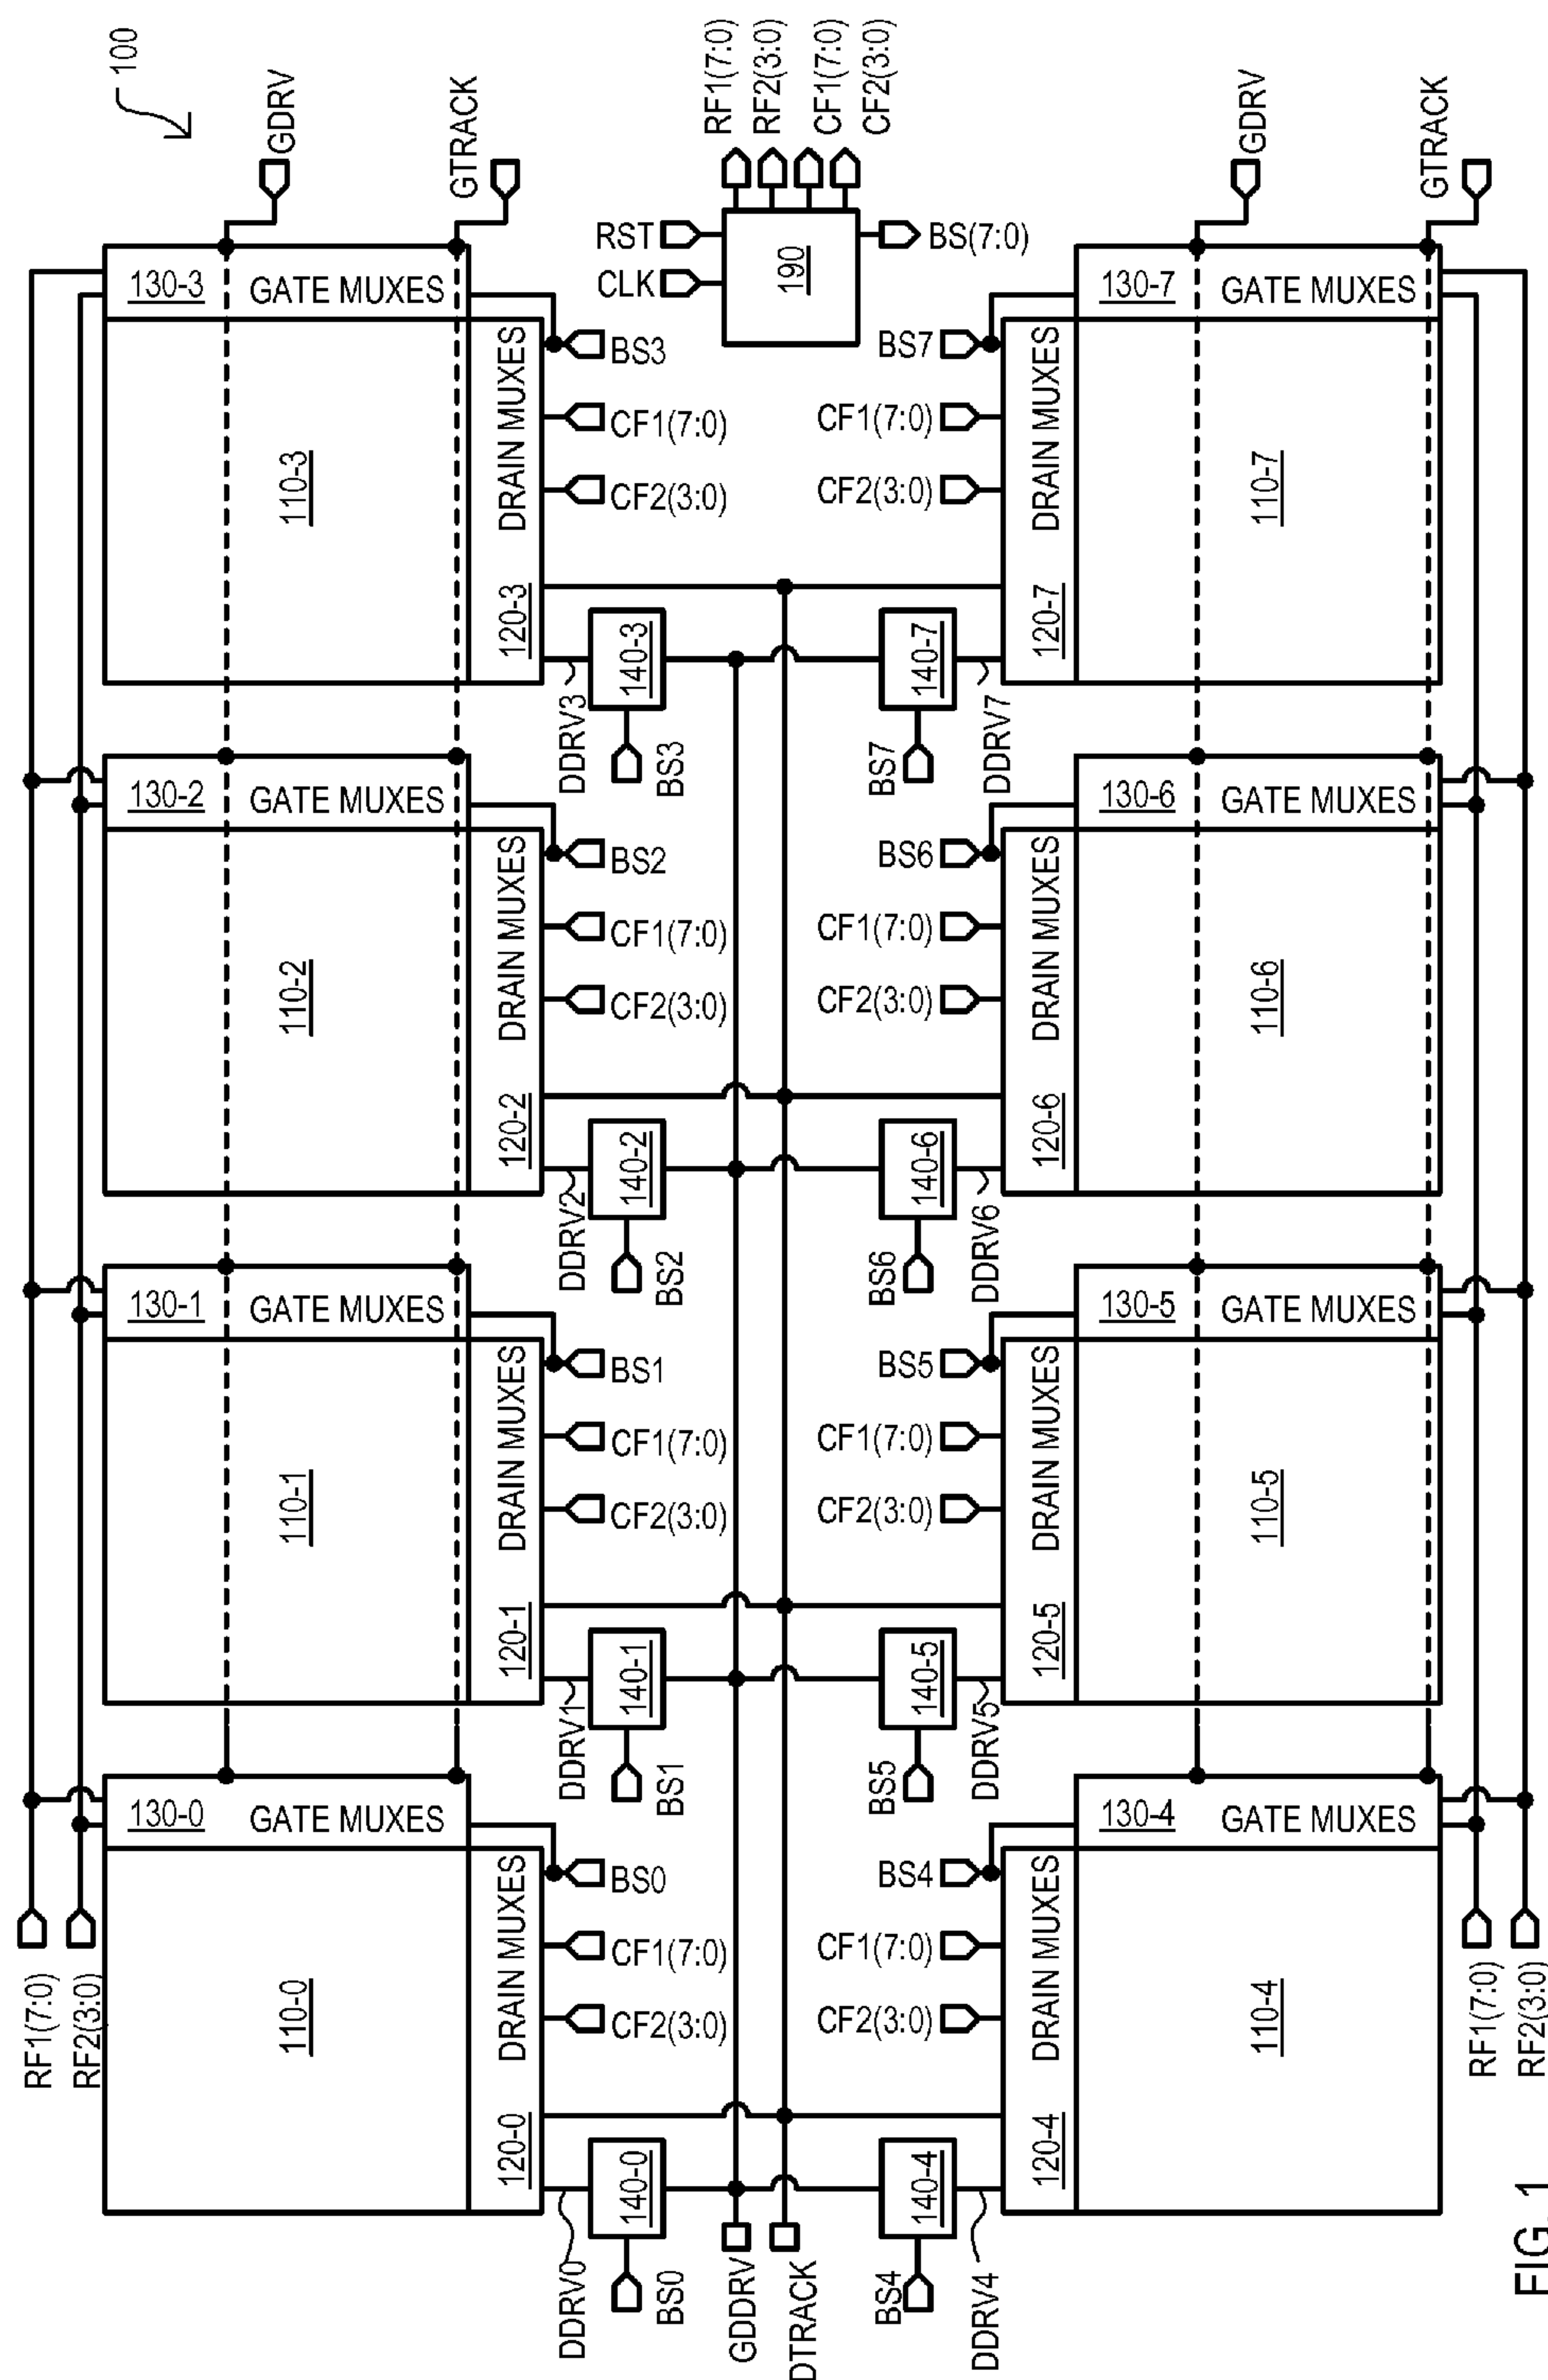 100
RF1(7:0)
RF2(3:0)
GDRV
GTRACK
130-0
GATE MUXES
110-0
120-0
DRAIN MUXES
BS0
CF1(7:0)
CF2(3:0)
DDRV0
140-0
BS0
130-1
GATE MUXES
110-1
120-1
DRAIN MUXES
BS1
CF1(7:0)
CF2(3:0)
DDRV1
140-1
BS1
130-2
GATE MUXES
110-2
120-2
DRAIN MUXES
BS2
CF1(7:0)
CF2(3:0)
DDRV2
140-2
BS2
130-3
GATE MUXES
110-3
120-3
DRAIN MUXES
BS3
CF1(7:0)
CF2(3:0)
DDRV3
140-3
BS3
GDDRV
DTRACK
RST
CLK
190
RF1(7:0)
RF2(3:0)
CF1(7:0)
CF2(3:0)
BS(7:0)
BS4
140-4
DDRV4
CF2(3:0)
CF1(7:0)
BS4
120-4
DRAIN MUXES
130-4
GATE MUXES
110-4
BS5
140-5
DDRV5
CF2(3:0)
CF1(7:0)
BS5
120-5
DRAIN MUXES
130-5
GATE MUXES
110-5
BS6
140-6
DDRV6
CF2(3:0)
CF1(7:0)
BS6
120-6
DRAIN MUXES
130-6
GATE MUXES
110-6
BS7
140-7
DDRV7
CF2(3:0)
CF1(7:0)
BS7
120-7
DRAIN MUXES
130-7
GATE MUXES
110-7
GDRV
GTRACK
RF1(7:0)
RF2(3:0)
FIG. 1